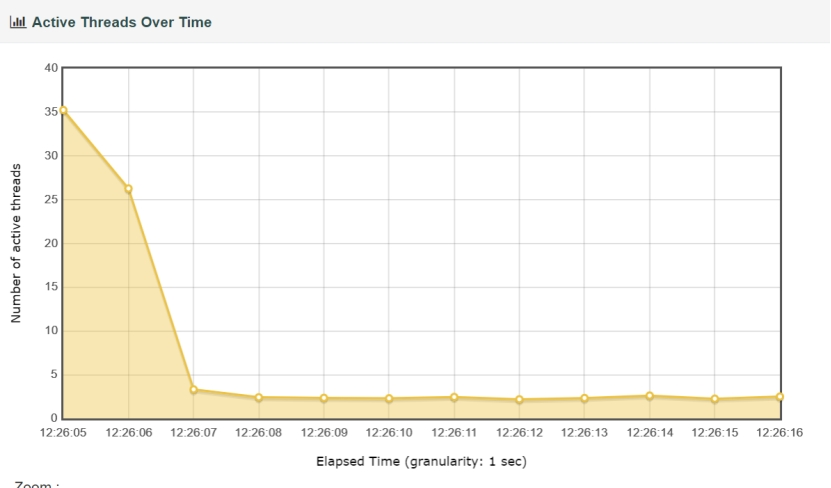 Active Threads Over Time
40
35
30
25
20
15
10
5
0
Number of active threads
12:26:05 12:26:06 12:26:07 12:26:08 12:26:09 12:26:10 12:26:11 12:26:12 12:26:13 12:26:14 12:26:15 12:26:16
Elapsed Time (granularity: 1 sec)
Zoom :